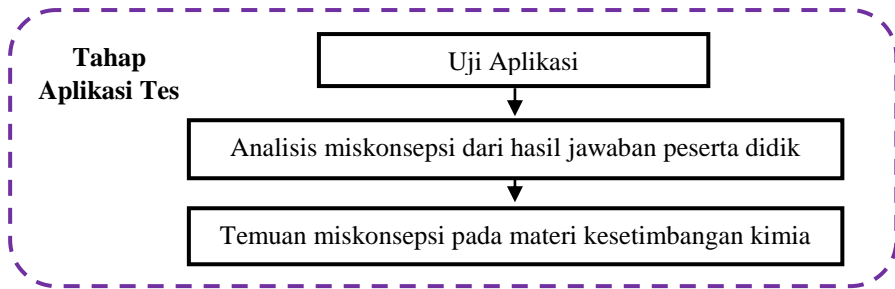 Tahap
Aplikasi Tes
Uji Aplikasi
Analisis miskonsepsi dari hasil jawaban peserta didik
Temuan miskonsepsi pada materi kesetimbangan kimia